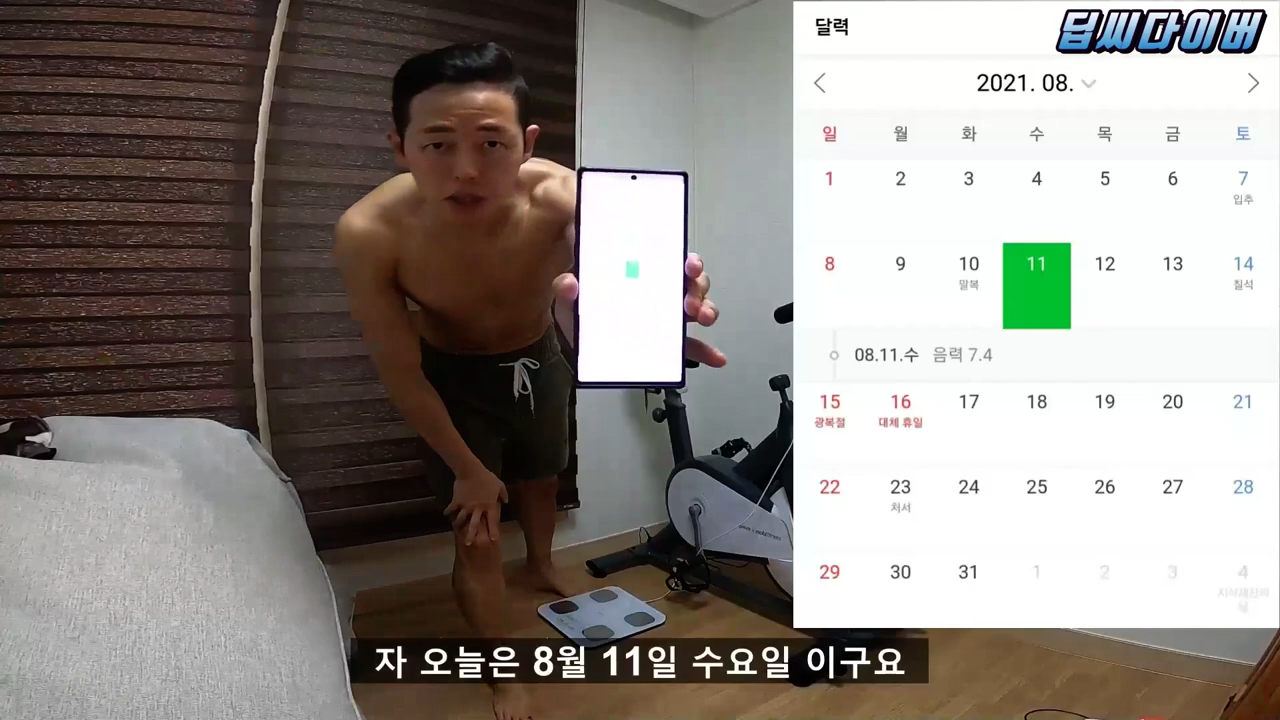 달력
딥씨다이버
2021. 08.
일 월 화 수 목 금 토
1 2 3 4 5 6 7
입추
8 9 10 11 12 13 14
말복 칠석
08.11.수 음력 7.4
15 16 17 18 19 20 21
광복절 대체 휴일
22 23 24 25 26 27 28
처서
29 30 31 1 2 3 4
자 오늘은 8월 11일 수요일 이구요